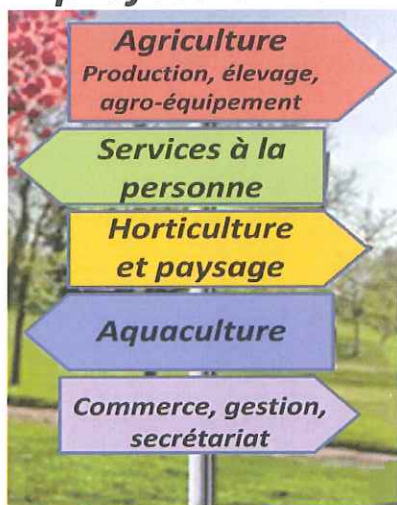 Agriculture
Production, élevage,
agro-équipement
Services à la
personne
Horticulture
et paysage
Aquaculture
Commerce, gestion,
secrétariat